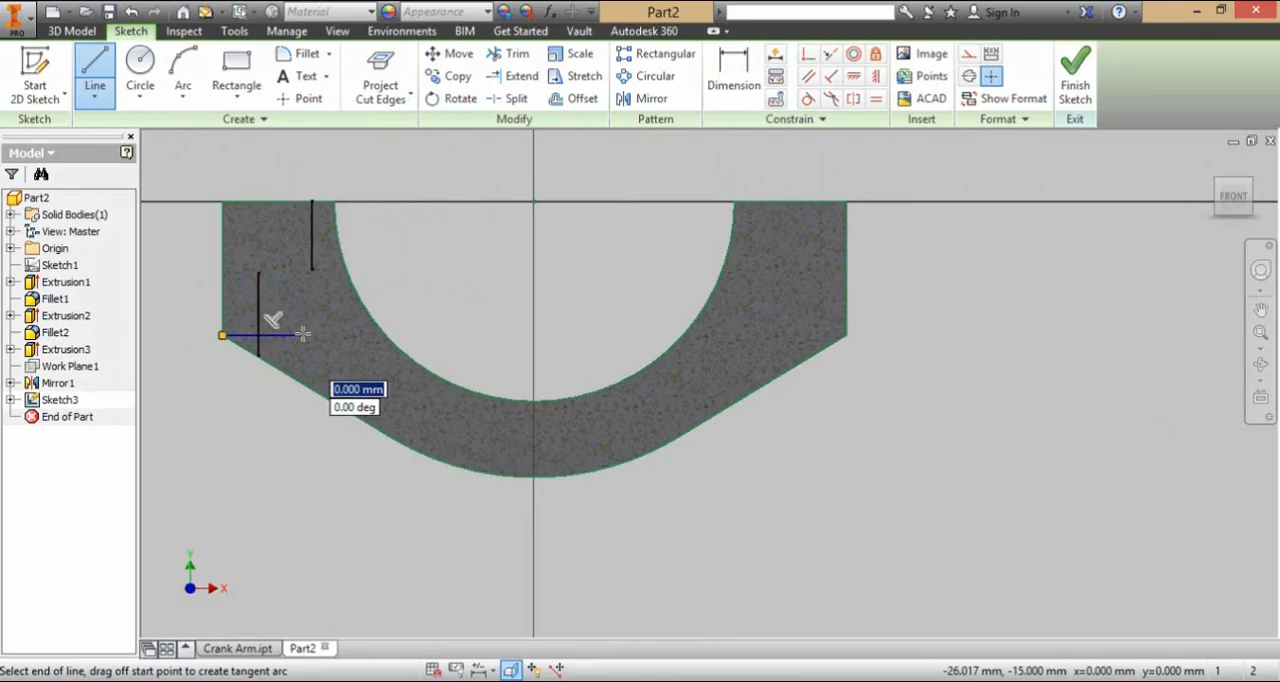 PRO
Material
Appearance
Part2
Sign In
3D Model
Sketch
Inspect
Tools
Manage
View
Environments
BIM
Get Started
Vault
Autodesk 360
Start
2D Sketch
Line
Circle
Arc
Rectangle
Fillet
Text
Point
Project
Cut Edges
Move
Copy
Rotate
Trim
Extend
Split
Scale
Stretch
Offset
Rectangular
Circular
Mirror
Dimension
Image
Points
ACAD
Show Format
Finish
Sketch
Sketch
Create
Modify
Pattern
Constrain
Insert
Format
Exit
Model
Part2
Solid Bodies(1)
View: Master
Origin
Sketch1
Extrusion1
Fillet1
Extrusion2
Fillet2
Extrusion3
Work Plane1
Mirror1
Sketch3
End of Part
FRONT
0.000 mm
0.00 deg
Y
X
Crank Arm.ipt
Part2
Select end of line, drag off start point to create tangent arc
-26.017 mm, -15.000 mm x=0.000 mm y=0.000 mm 1 2